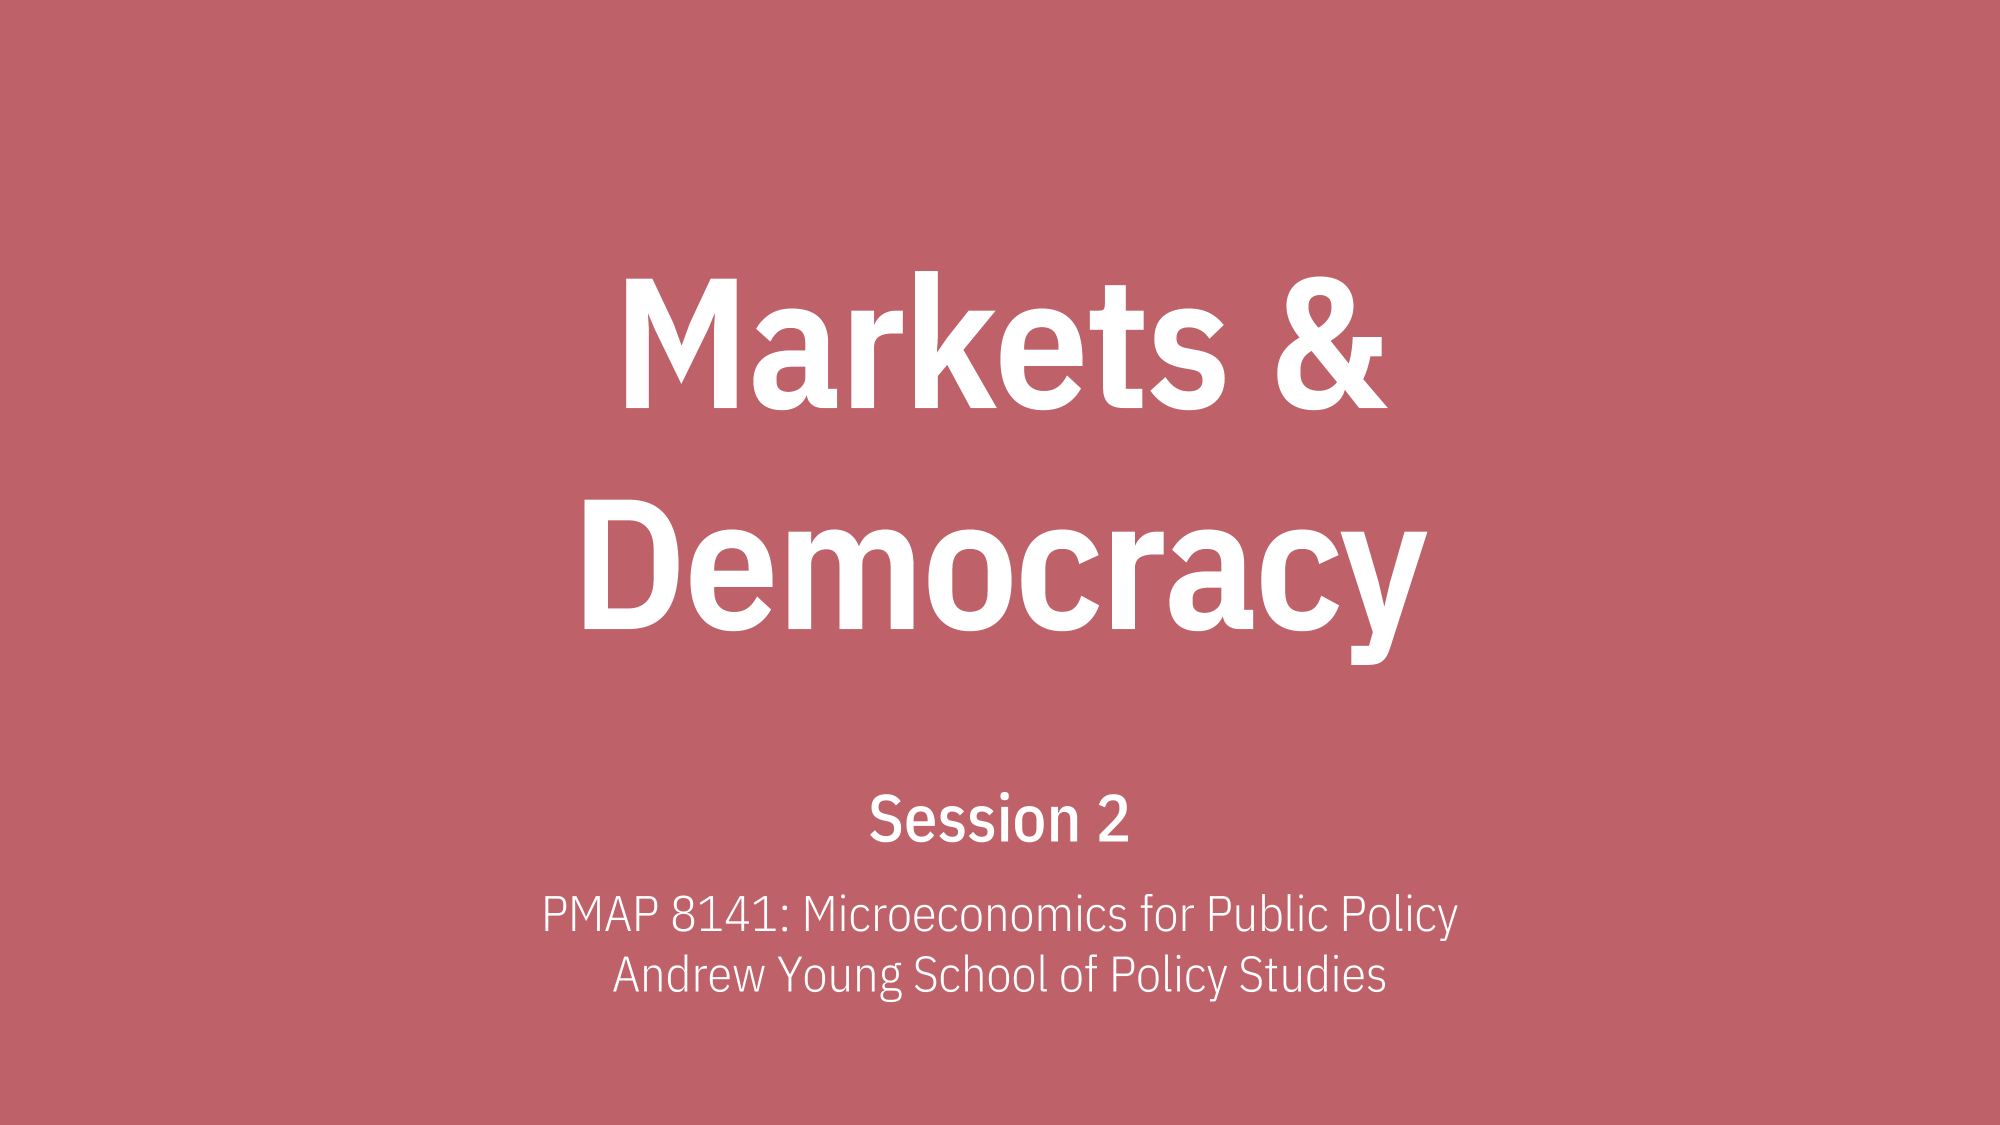 Markets &
Democracy
Session 2
PMAP 8141: Microeconomics for Public Policy
Andrew Young School of Policy Studies